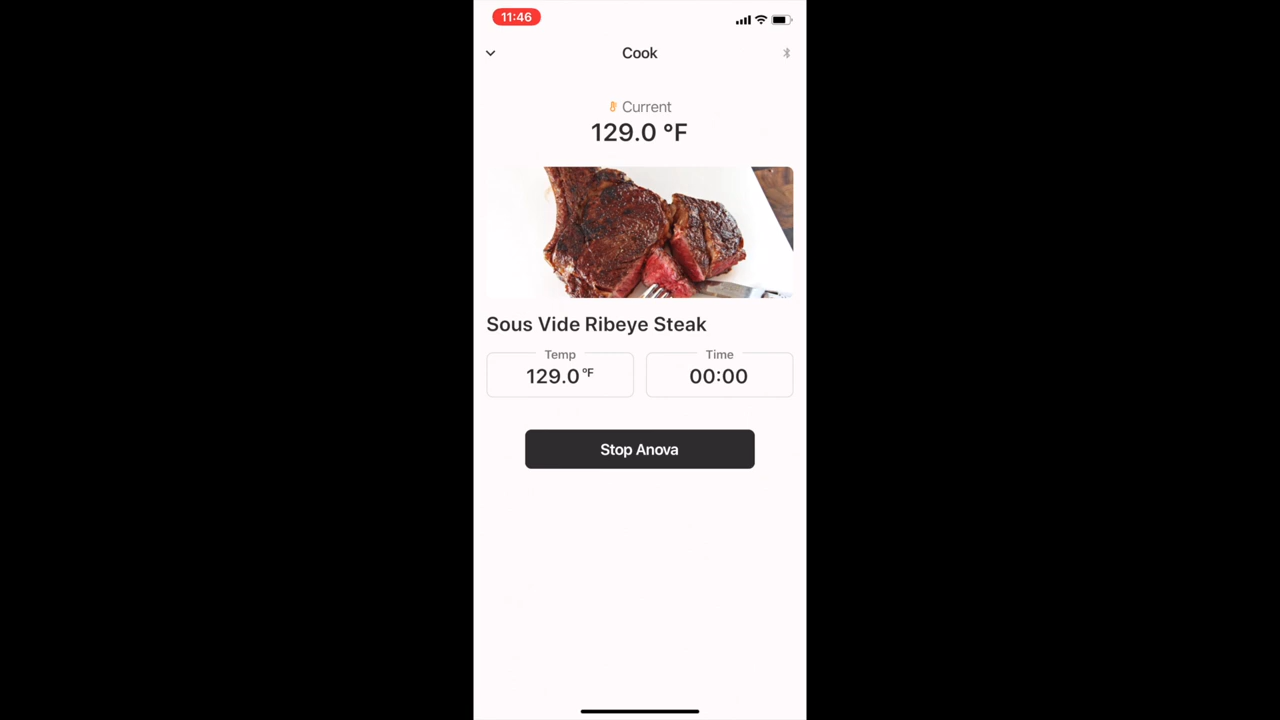 11:46
Cook
Current
129.0 °F
Sous Vide Ribeye Steak
Temp
Time
129.0 °F
00:00
Stop Anova